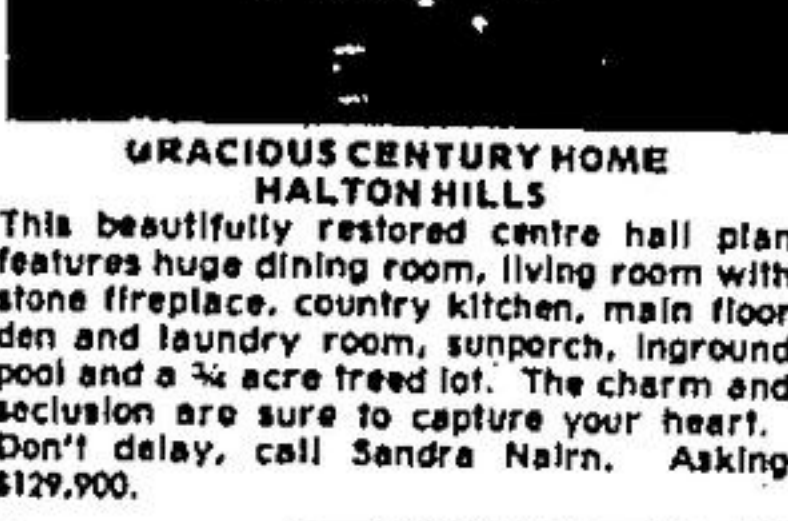 GRACIOUS CENTURY HOME
HALTON HILLS
This beautifully restored centre hall plan
features huge dining room, living room with
stone fireplace, country kitchen, main floor
den and laundry room, sunporch, inground
pool and a ¾ acre treed lot. The charm and
seclusion are sure to capture your heart.
Don't delay, call Sandra Nairn. Asking
$129,900.